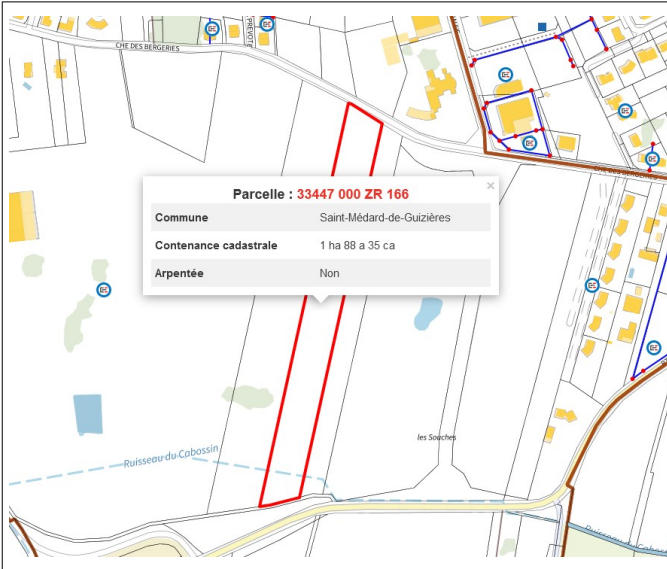 PREVOTE
CHE DES BERGERIES
CHE DES BERGERIES
Parcelle : 33447 000 ZR 166
×
Commune Saint-Médard-de-Guizières
Contenance cadastrale 1 ha 88 a 35 ca
Arpentée Non
les Souches
Ruisseau du Cabossin
Ruisseau du Cabossin